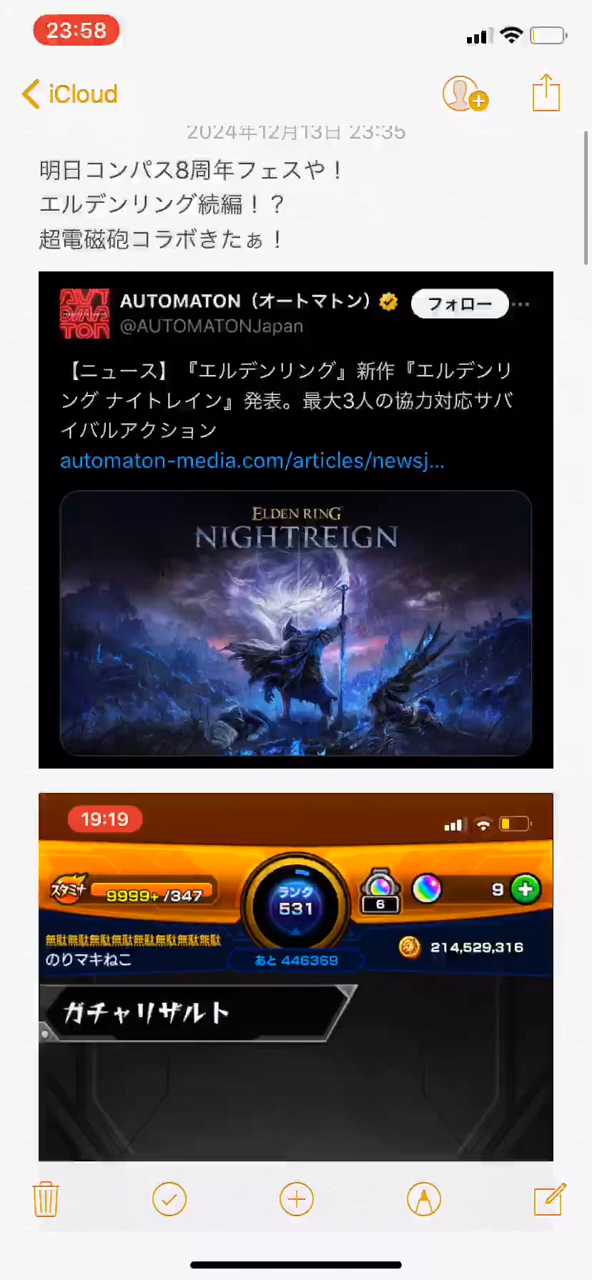 23:58
iCloud
2024年12月13日 23:35
明日コンパス8周年フェスや！
エルデンリング続編！？
超電磁砲コラボきたぁ！
AUTOMATON
AUTOMATON（オートマトン）
フォロー
@AUTOMATONJapan
【ニュース】『エルデンリング』新作『エルデンリ
ング ナイトレイン』発表。最大3人の協力対応サバ
イバルアクション
automaton-media.com/articles/newsj...
ELDEN RING
NIGHTREIGN
19:19
スタミナ
9999+/347
ランク
531
6
9
無駄無駄無駄無駄無駄無駄無駄無駄
のりマキねこ
あと 446369
214,529,316
ガチャリザルト